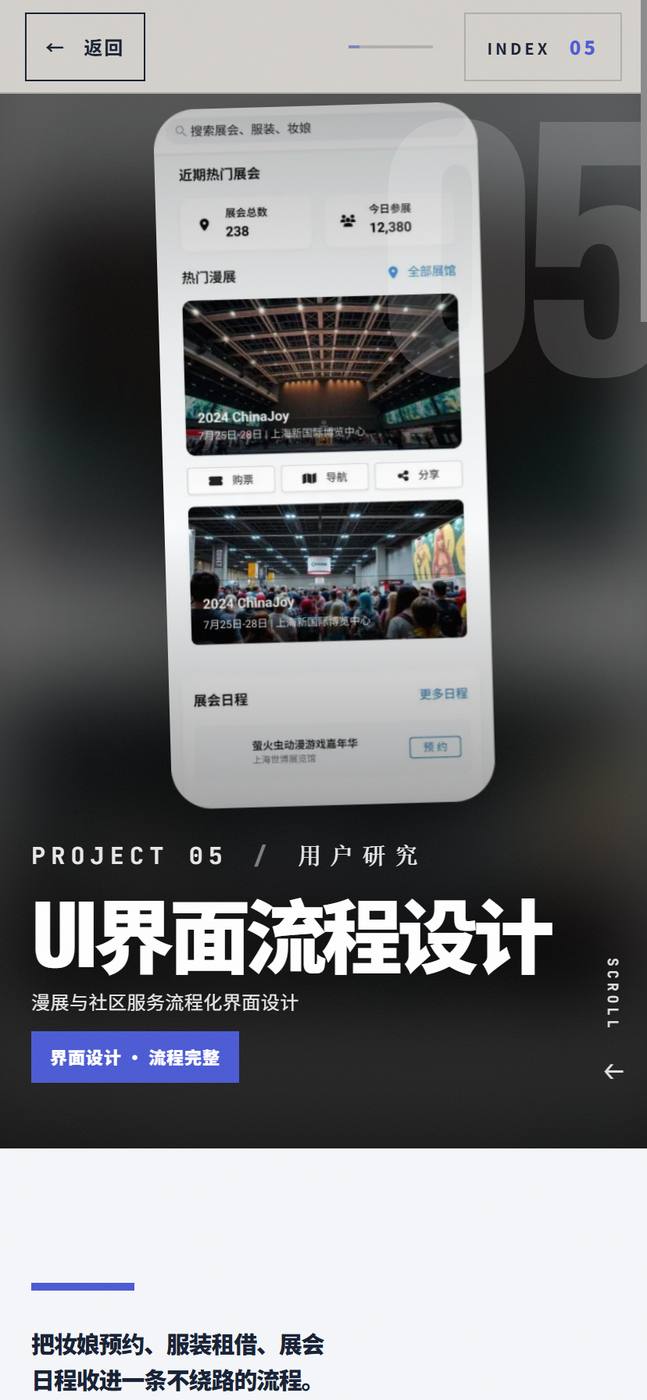 ← 返回
INDEX 05
05
搜索展会、服装、妆娘
近期热门展会
展会总数
238
今日参展
12,380
热门漫展
全部展馆
2024 ChinaJoy
7月25日-28日 | 上海新国际博览中心
购票
导航
分享
2024 ChinaJoy
7月25日-28日 | 上海新国际博览中心
展会日程
更多日程
萤火虫动漫游戏嘉年华
上海世博展览馆
预约
PROJECT 05 / 用户研究
UI界面流程设计
漫展与社区服务流程化界面设计
界面设计 · 流程完整
SCROLL
←
把妆娘预约、服装租借、展会
日程收进一条不绕路的流程。